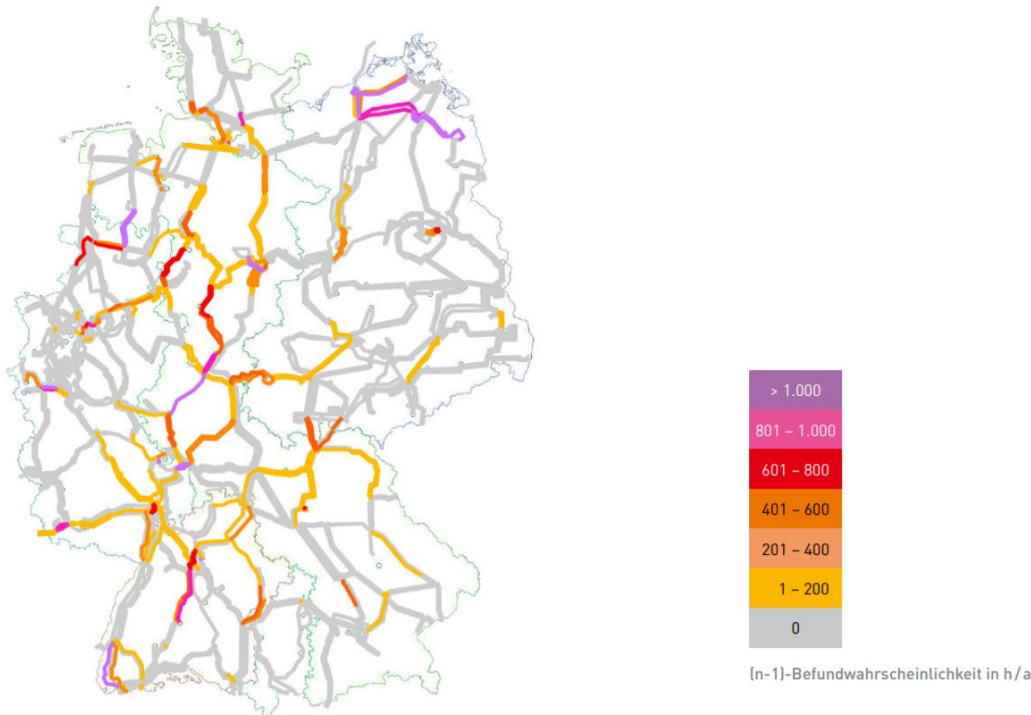 > 1.000
801 – 1.000
601 – 800
401 – 600
201 – 400
1 – 200
0
(n-1)-Befundwahrscheinlichkeit in h/a